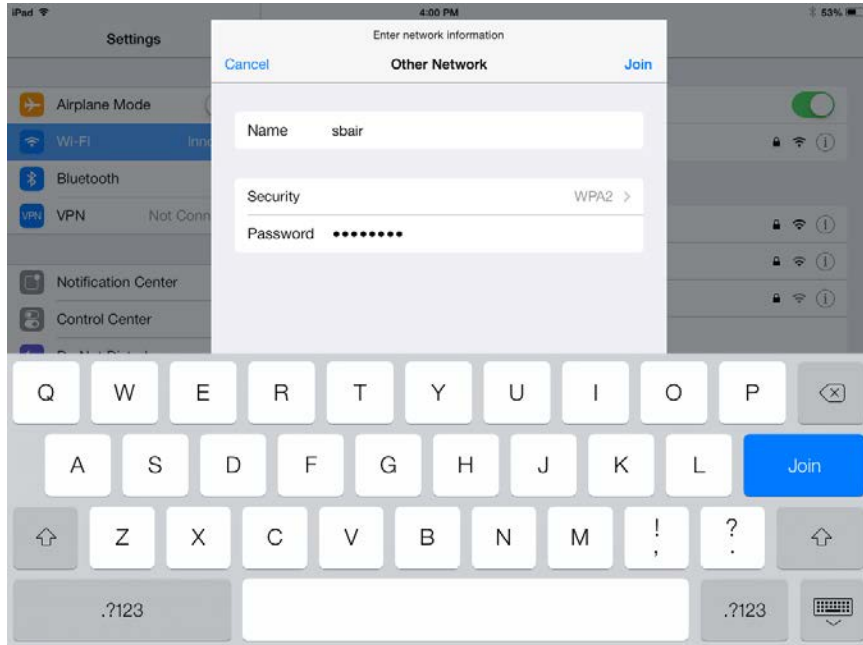 iPad 4:00 PM 53%
Settings
Enter network information
Cancel Other Network Join
Airplane Mode
Name sbair
Wi-Fi
Bluetooth
Security WPA2
VPN VPN Not Conn
Password ••••••••
Notification Center
Control Center
Q W E R T Y U I O P
A S D F G H J K L Join
Z X C V B N M ! , ? .
.?123 .?123